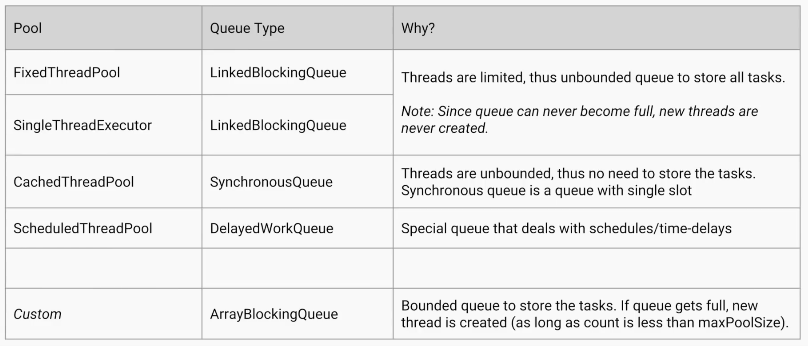 Pool
Queue Type
Why?
FixedThreadPool
LinkedBlockingQueue
Threads are limited, thus unbounded queue to store all tasks.
Note: Since queue can never become full, new threads are
never created.
SingleThreadExecutor
LinkedBlockingQueue
CachedThreadPool
SynchronousQueue
Threads are unbounded, thus no need to store the tasks.
Synchronous queue is a queue with single slot
ScheduledThreadPool
DelayedWorkQueue
Special queue that deals with schedules/time-delays
Custom
ArrayBlockingQueue
Bounded queue to store the tasks. If queue gets full, new
thread is created (as long as count is less than maxPoolSize).